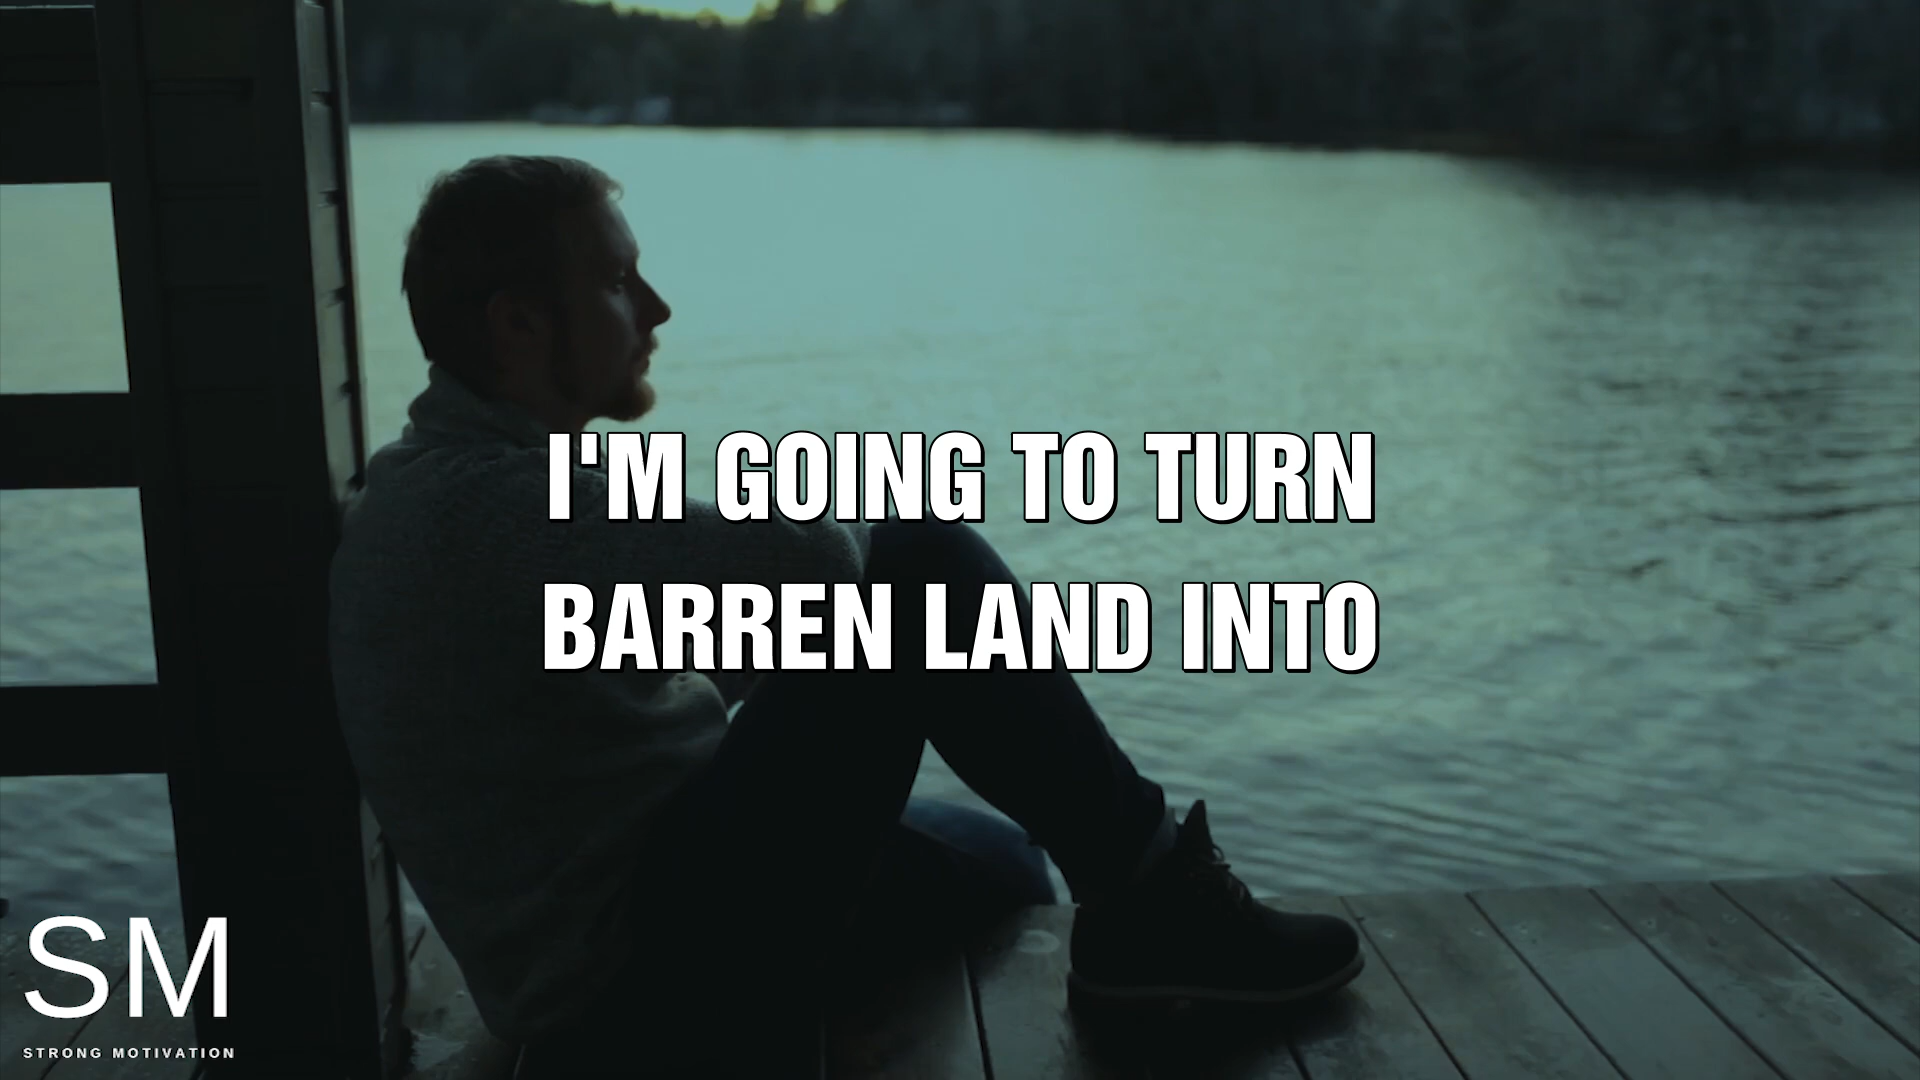 I'M GOING TO TURN
BARREN LAND INTO
SM
STRONG MOTIVATION